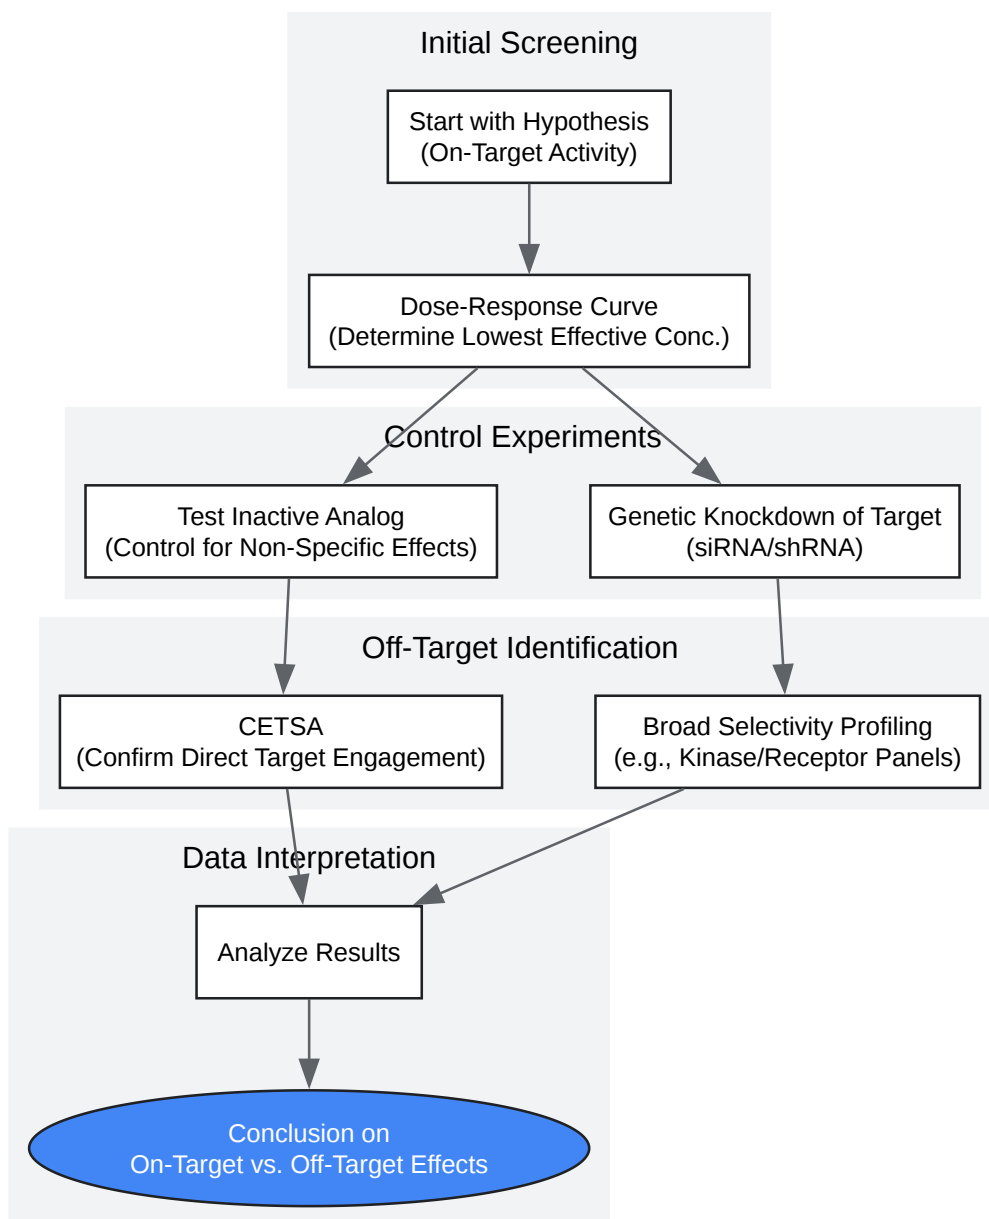 Initial Screening
Start with Hypothesis
(On-Target Activity)
Dose-Response Curve
(Determine Lowest Effective Conc.)
Control Experiments
Test Inactive Analog
(Control for Non-Specific Effects)
Genetic Knockdown of Target
(siRNA/shRNA)
Off-Target Identification
CETSA
(Confirm Direct Target Engagement)
Broad Selectivity Profiling
(e.g., Kinase/Receptor Panels)
Data Interpretation
Analyze Results
Conclusion on
On-Target vs. Off-Target Effects